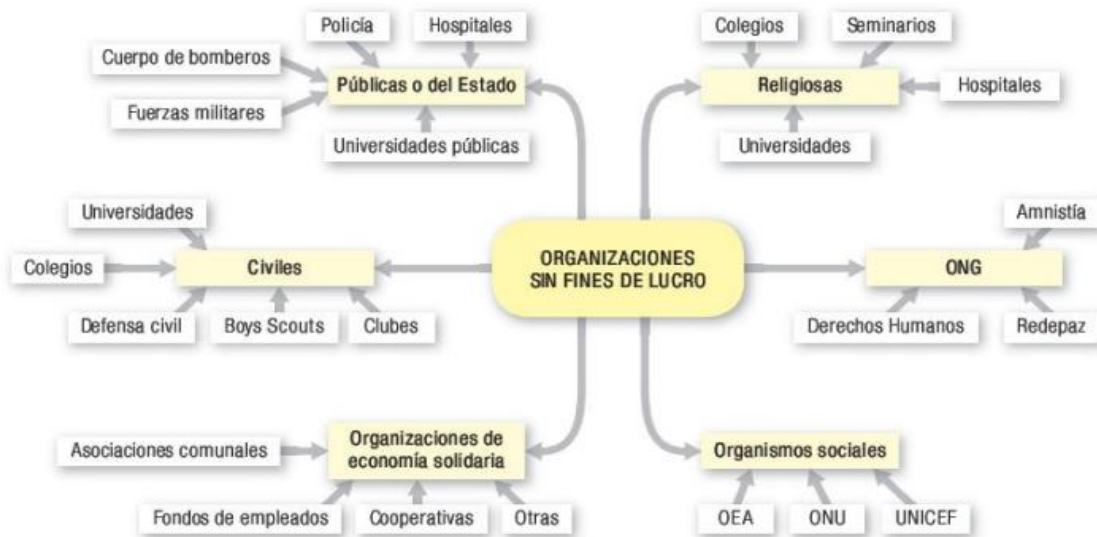 Policía
Hospitales
Cuerpo de bomberos
Públicas o del Estado
Fuerzas militares
Universidades públicas
Colegios
Seminarios
Religiosas
Hospitales
Universidades
Universidades
Colegios
Civiles
Defensa civil
Boys Scouts
Clubes
ORGANIZACIONES
SIN FINES DE LUCRO
Amnistía
ONG
Derechos Humanos
Redepaz
Asociaciones comunales
Organizaciones de
economía solidaria
Fondos de empleados
Cooperativas
Otras
Organismos sociales
OEA
ONU
UNICEF